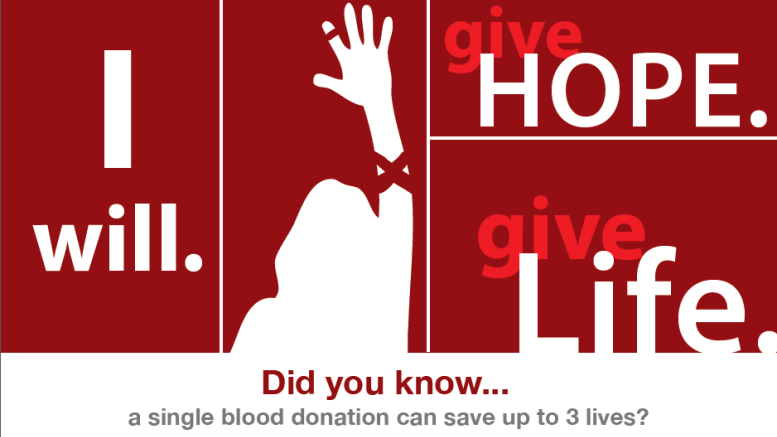 I
will.
give
HOPE.
give
Life.
Did you know...
a single blood donation can save up to 3 lives?